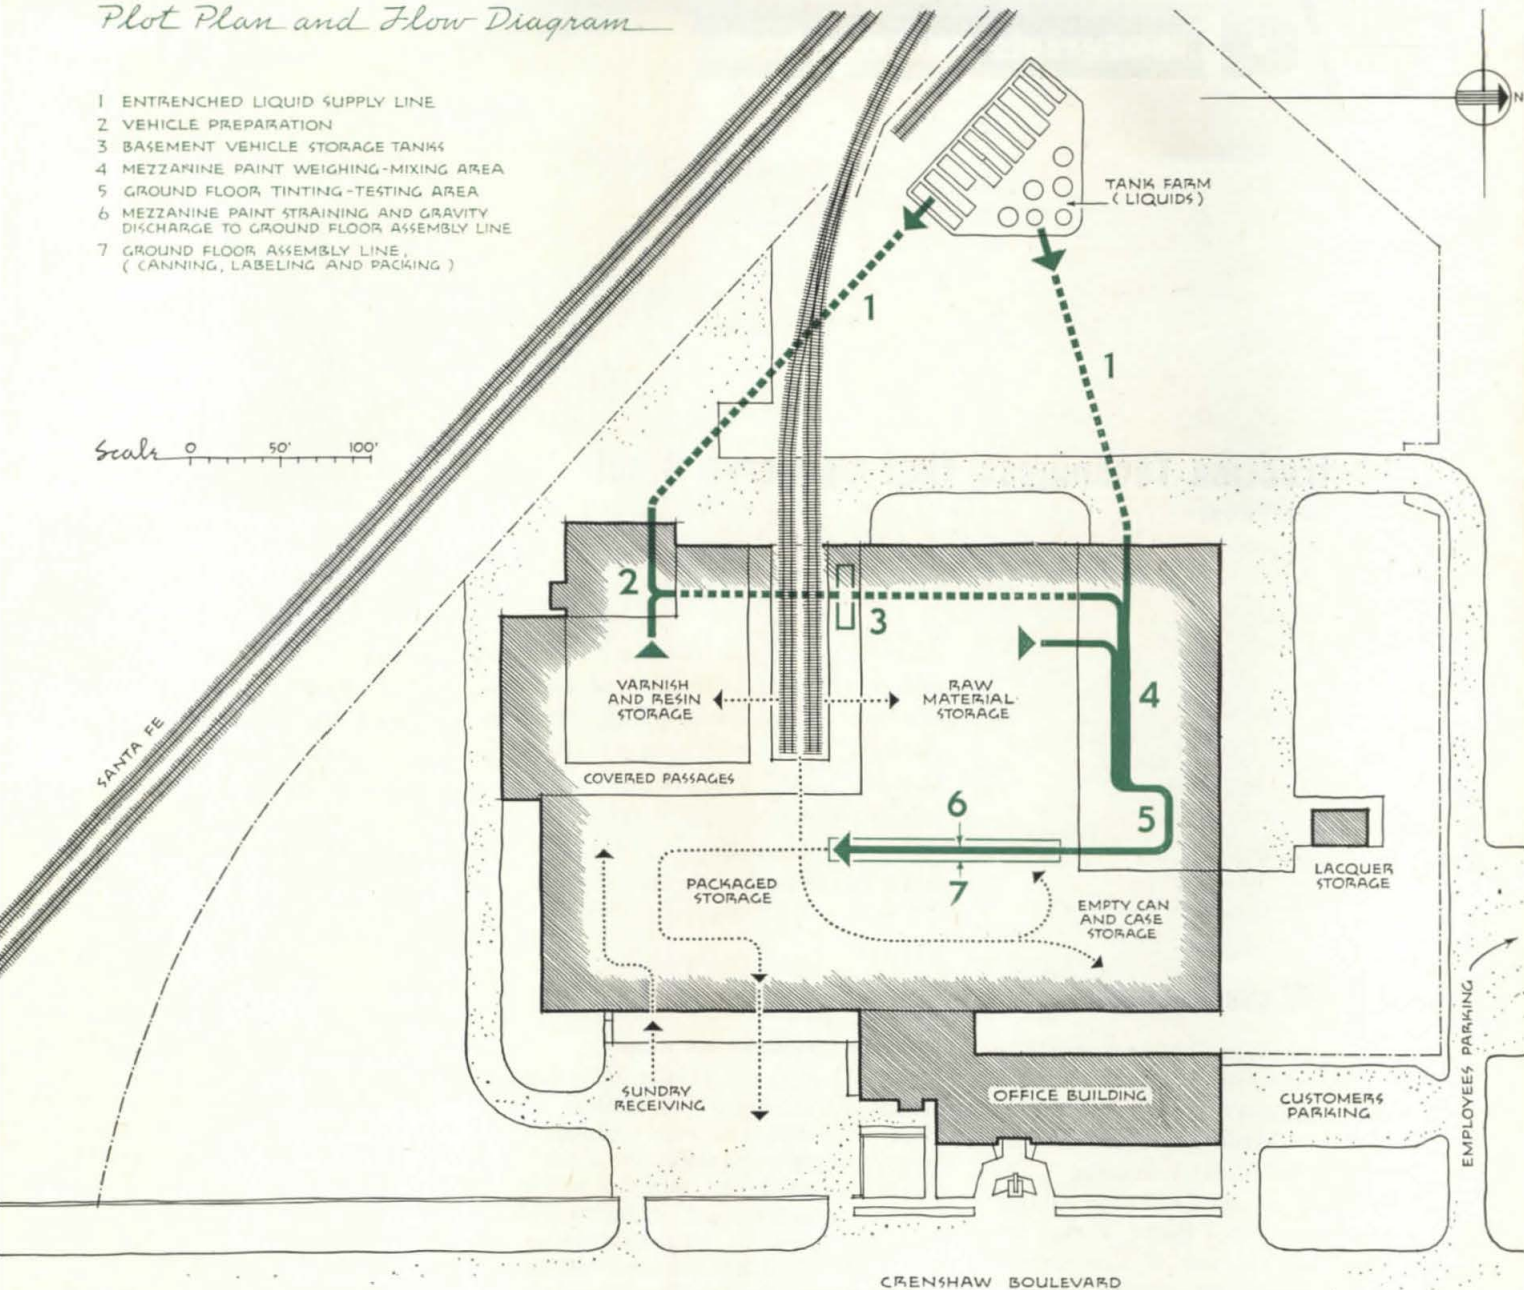 Plot Plan and Flow Diagram
1 ENTRENCHED LIQUID SUPPLY LINE
2 VEHICLE PREPARATION
3 BASEMENT VEHICLE STORAGE TANKS
4 MEZZANINE PAINT WEIGHING-MIXING AREA
5 GROUND FLOOR TINTING-TESTING AREA
6 MEZZANINE PAINT STRAINING AND GRAVITY
DISCHARGE TO GROUND FLOOR ASSEMBLY LINE
7 GROUND FLOOR ASSEMBLY LINE,
(CANNING, LABELING AND PACKING)
N
TANK FARM
(LIQUIDS)
1
1
Scale 0 50' 100'
2
3
4
VARNISH
AND RESIN
STORAGE
RAW
MATERIAL
STORAGE
SANTA FE
COVERED PASSAGES
6
5
7
PACKAGED
STORAGE
EMPTY CAN
AND CASE
STORAGE
LACQUER
STORAGE
EMPLOYEES PARKING
SUNDRY
RECEIVING
OFFICE BUILDING
CUSTOMERS
PARKING
CRENSHAW BOULEVARD